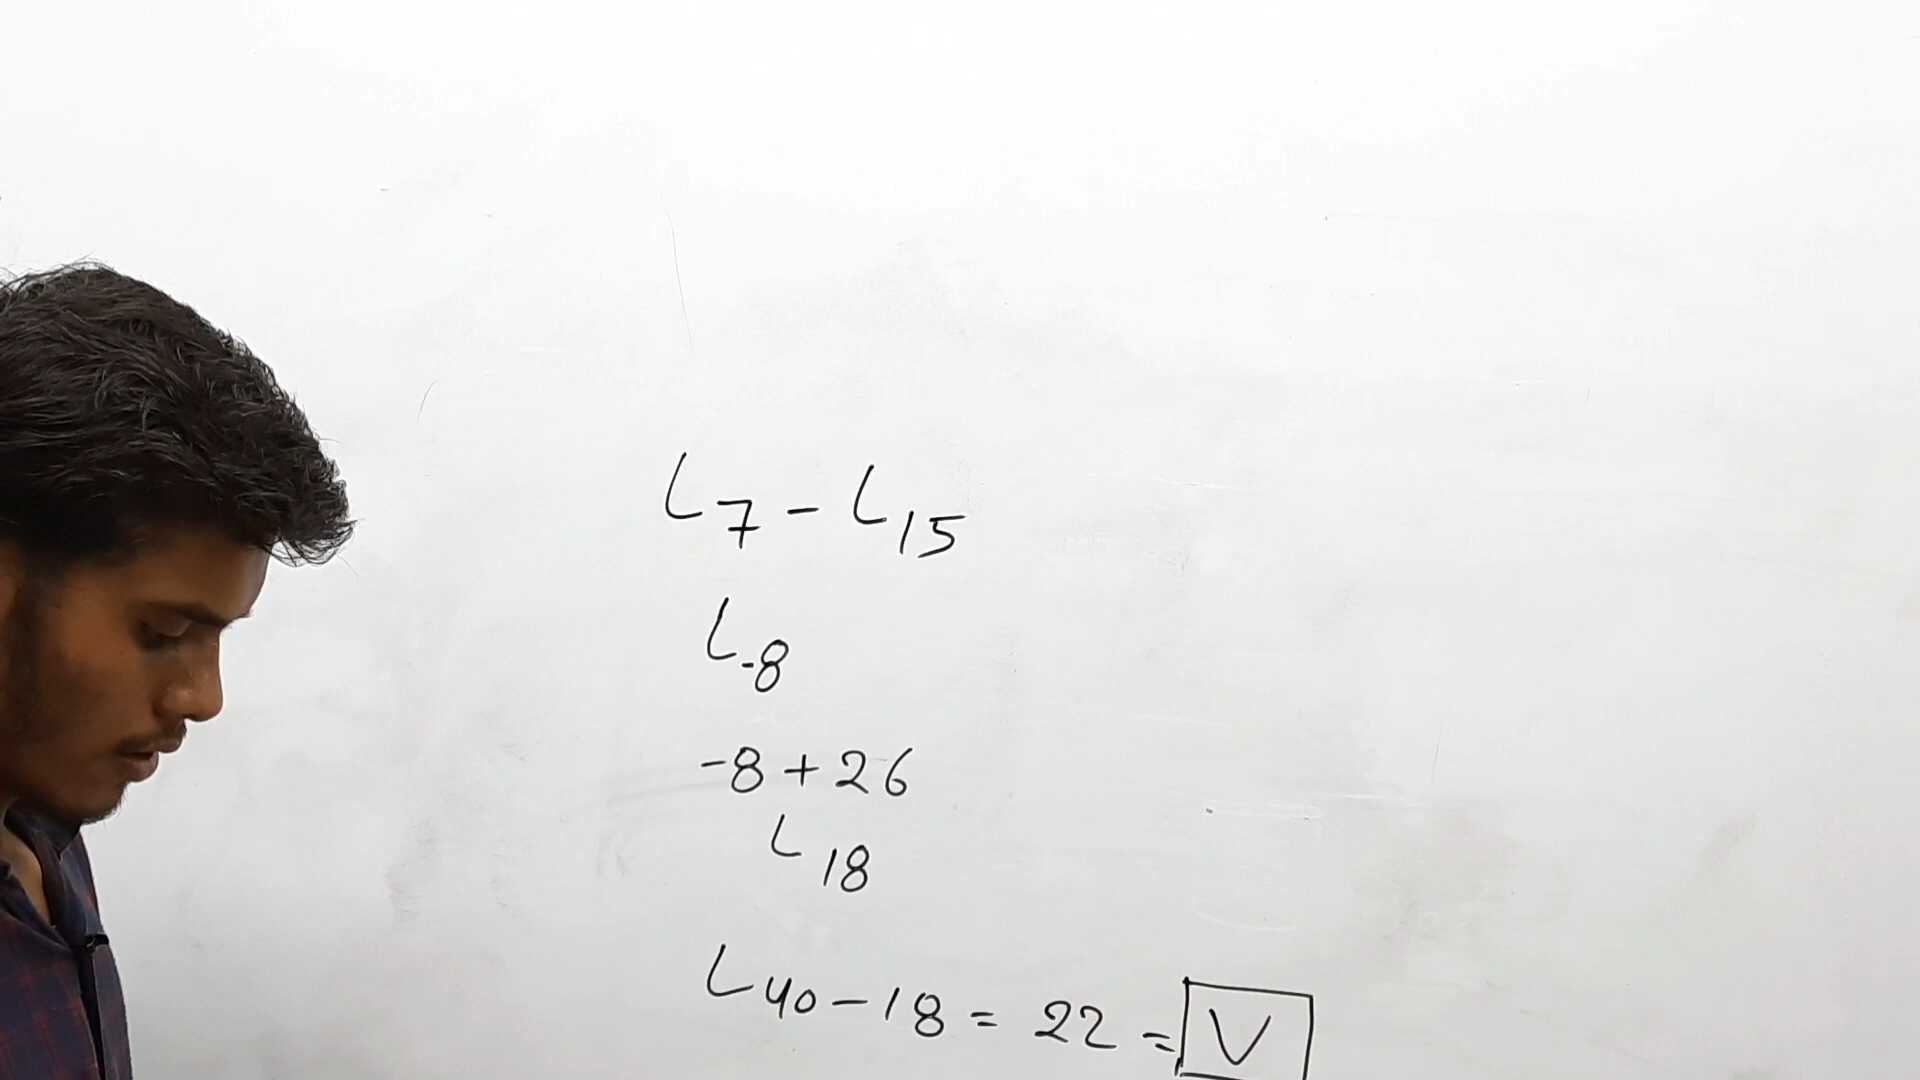 L7 - L15
L-8
-8 + 26
L18
L40 - 18 = 22 = V